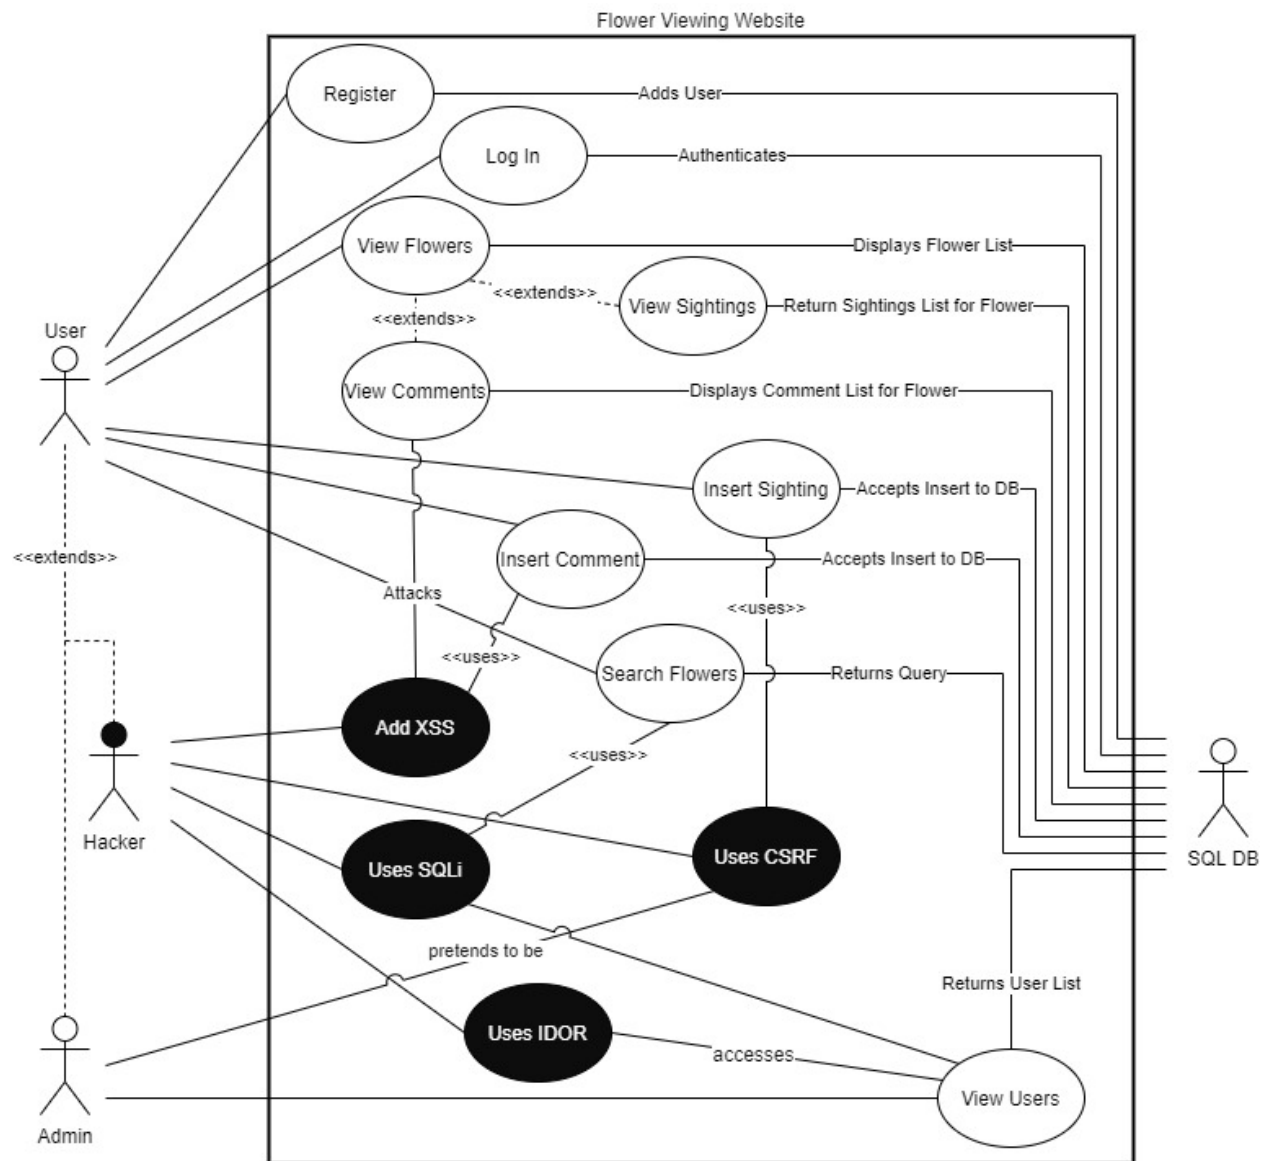 Flower Viewing Website
Register
Adds User
Log In
Authenticates
View Flowers
Displays Flower List
<<extends>>
View Sightings
Return Sightings List for Flower
<<extends>>
User
View Comments
Displays Comment List for Flower
Insert Sighting
Accepts Insert to DB
<<extends>>
Insert Comment
Accepts Insert to DB
Attacks
<<uses>>
<<uses>>
Search Flowers
Returns Query
Add XSS
<<uses>>
Hacker
Uses SQLi
Uses CSRF
SQL DB
pretends to be
Returns User List
Uses IDOR
accesses
View Users
Admin